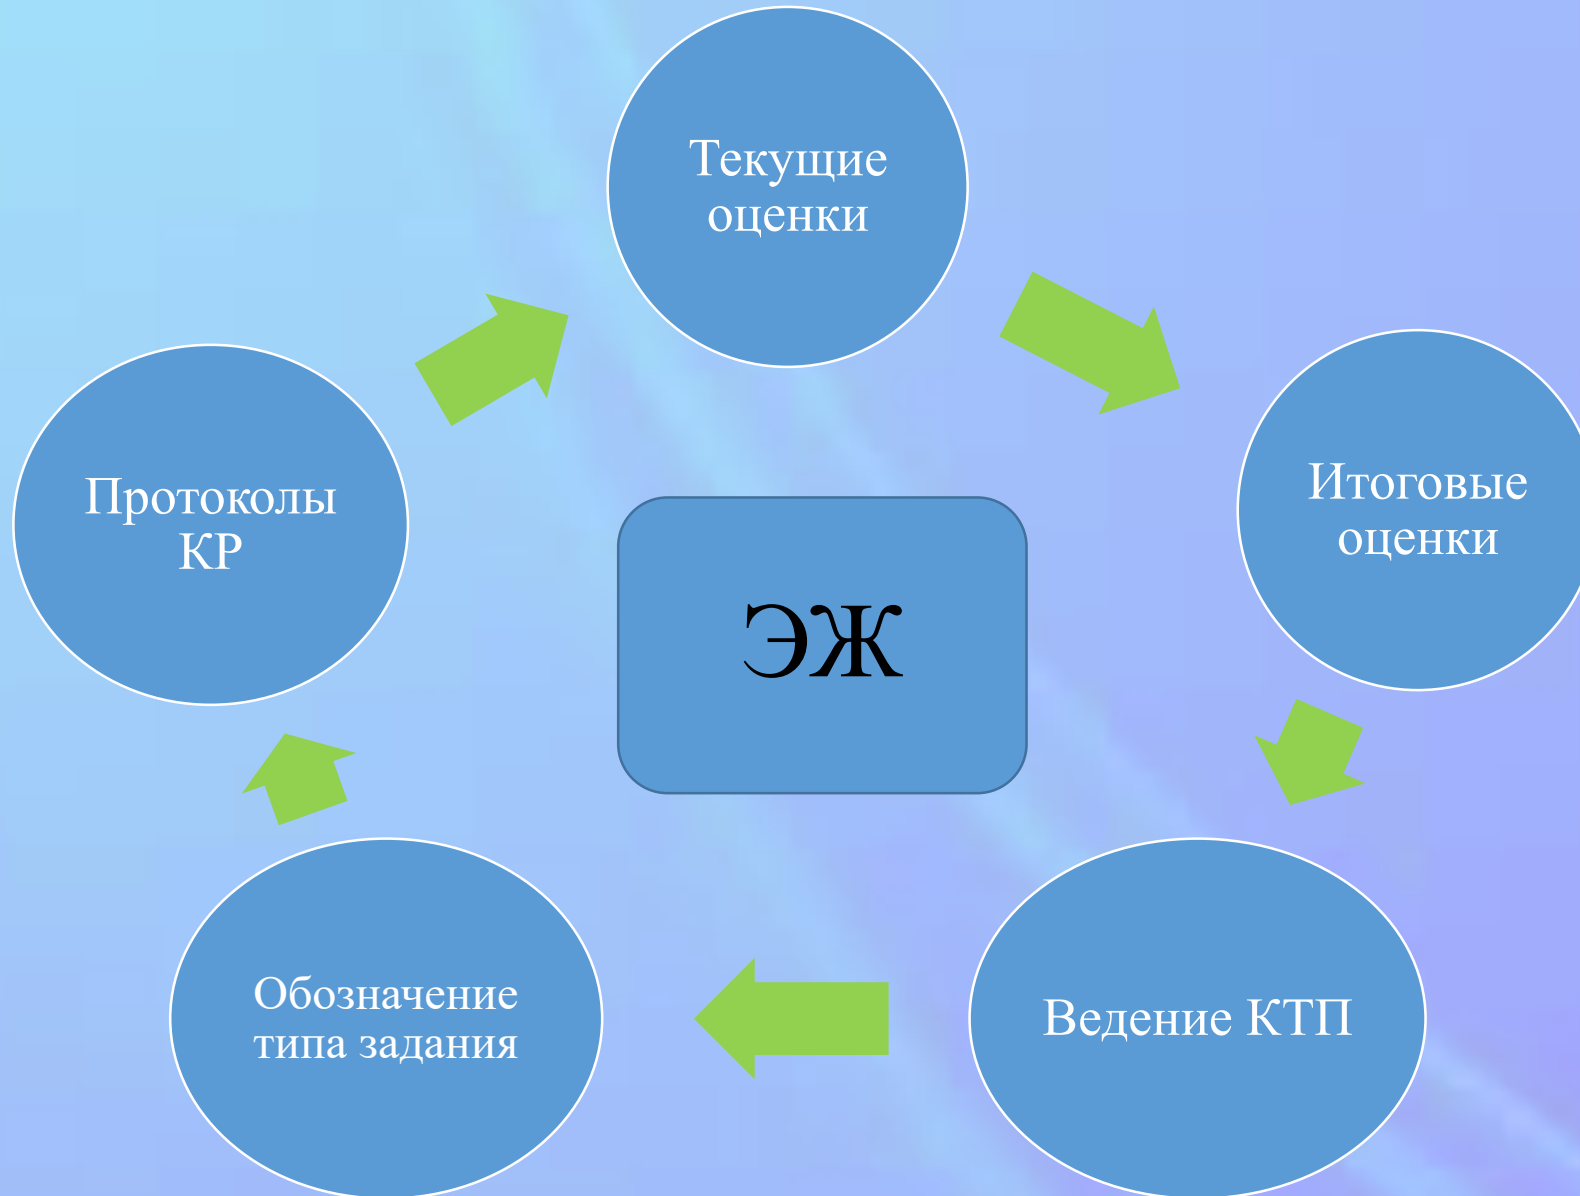 Текущие
оценки
Итоговые
оценки
Ведение КТП
Обозначение
типа задания
Протоколы
КР
ЭЖ